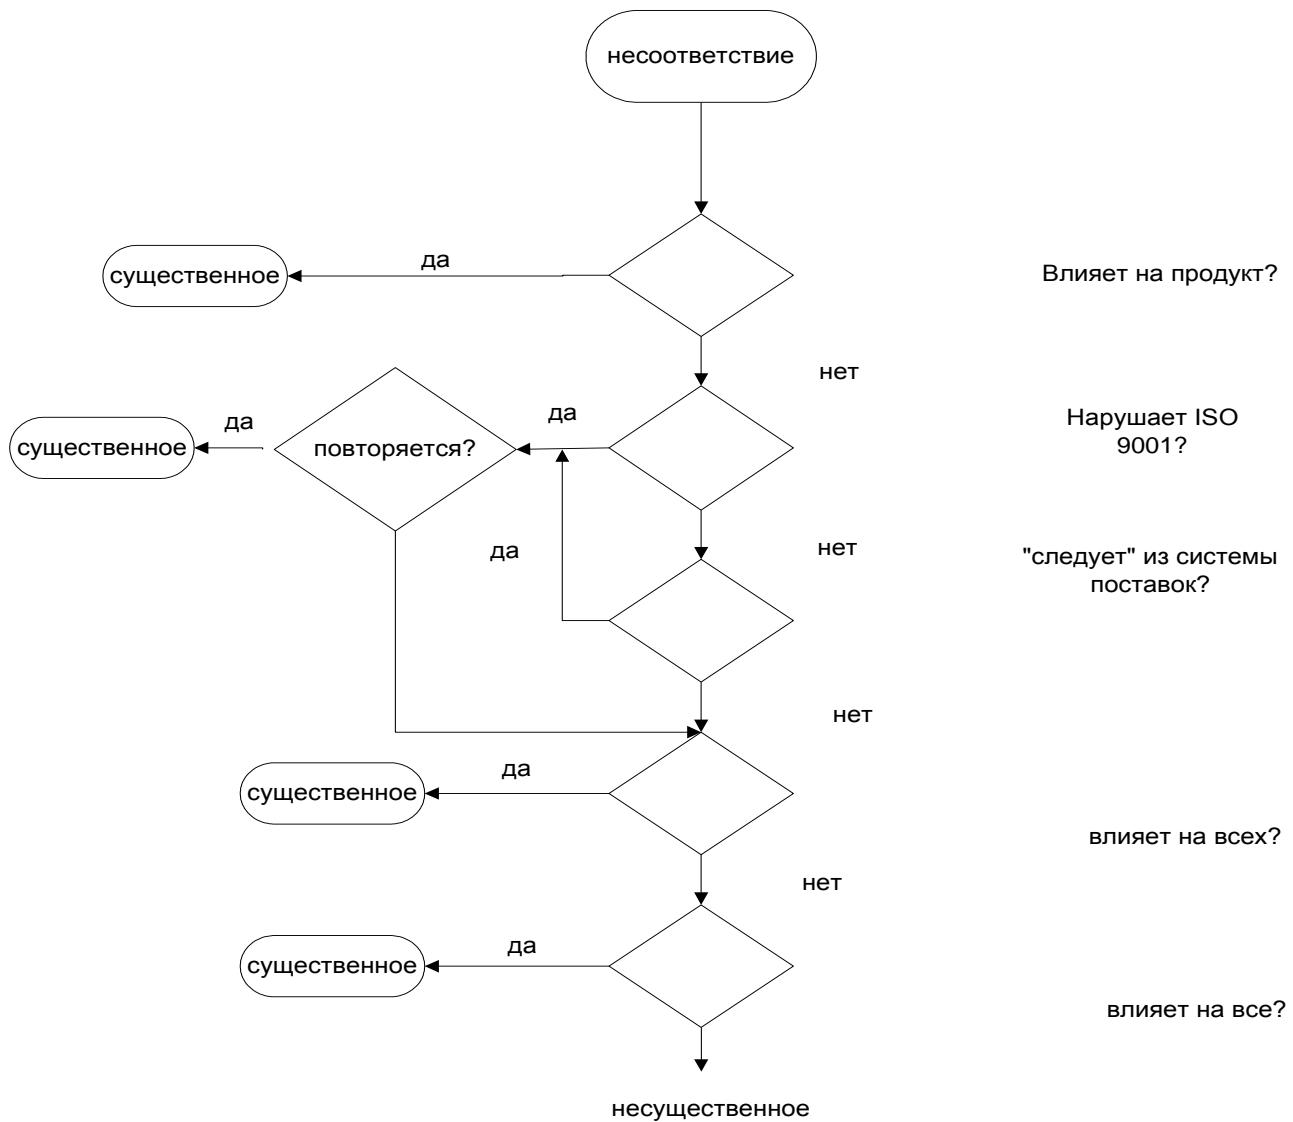 несоответствие
да
существенное
Влияет на продукт?
нет
да
существенное
повторяется?
да
Нарушает ISO
9001?
да
нет
"следует" из системы
поставок?
нет
да
существенное
влияет на всех?
нет
да
существенное
влияет на все?
несущественное